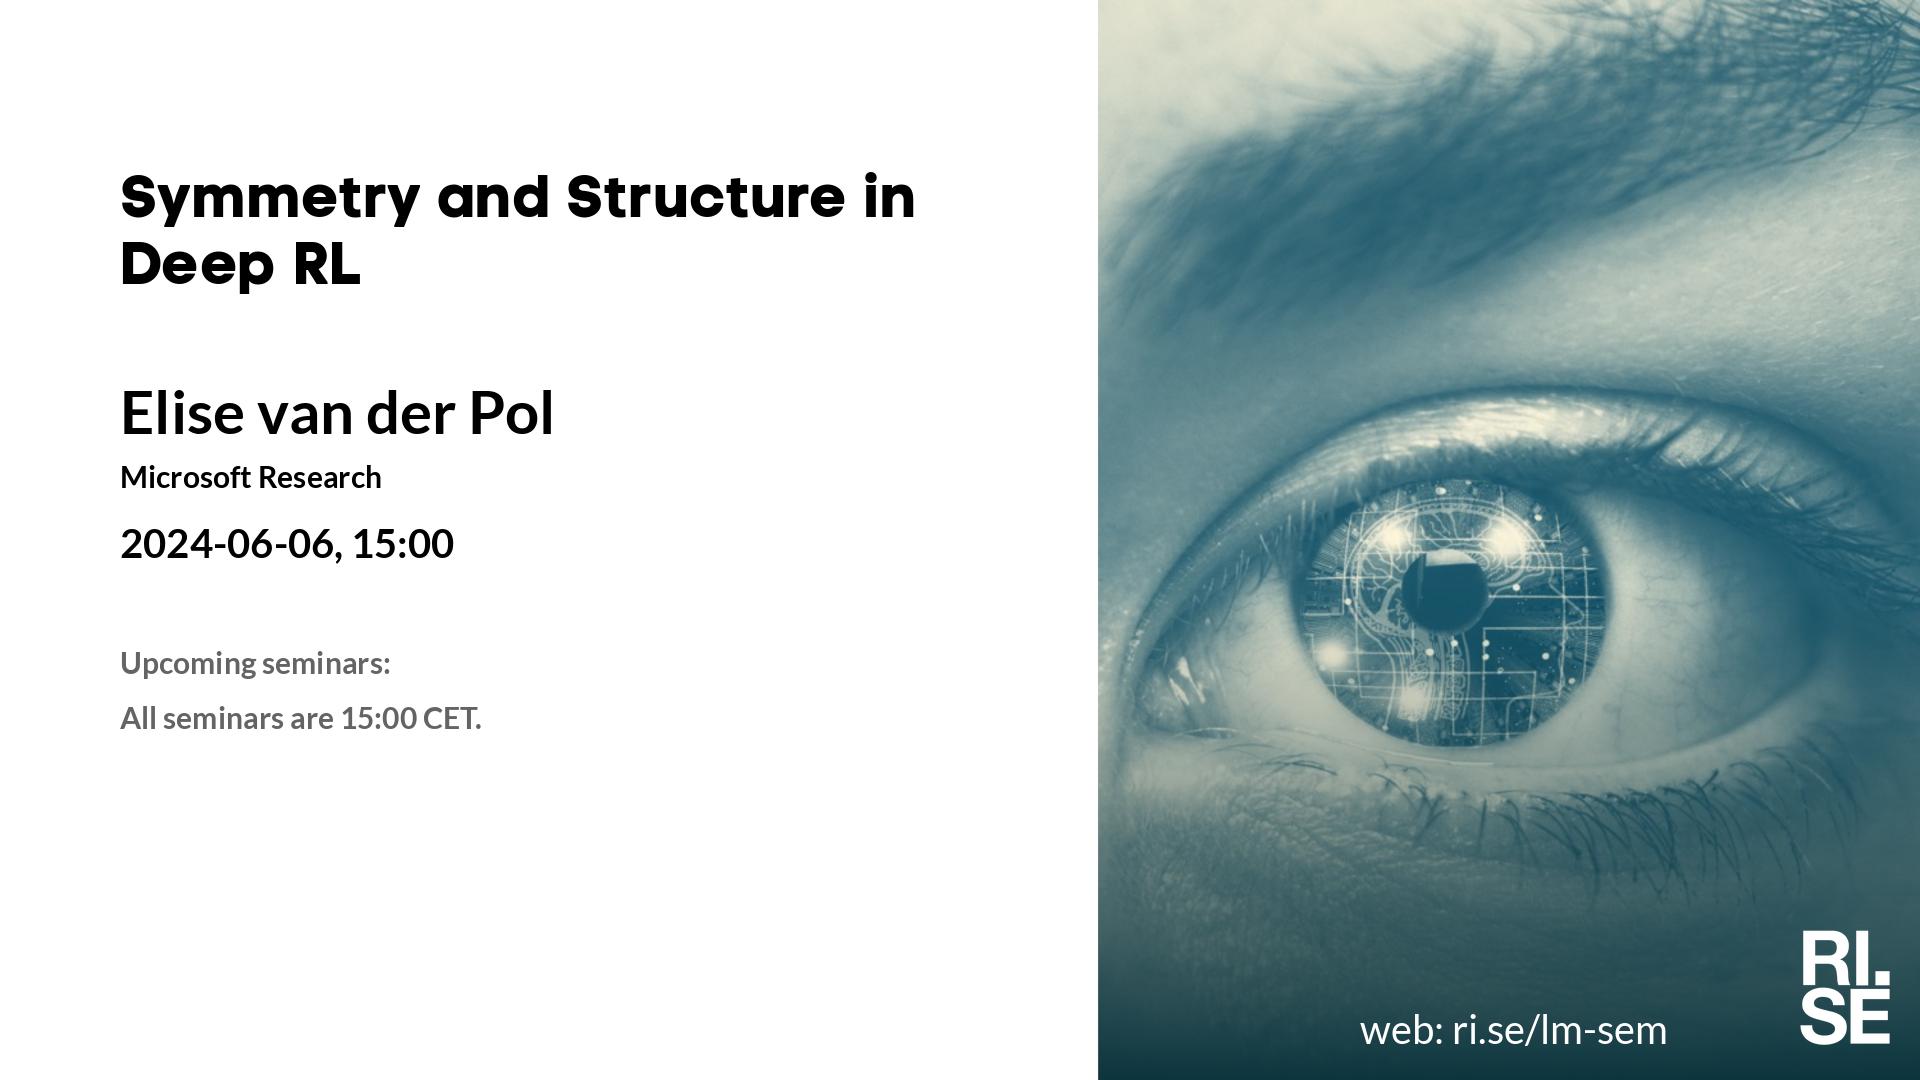 Symmetry and Structure in
Deep RL
Elise van der Pol
Microsoft Research
2024-06-06, 15:00
Upcoming seminars:
All seminars are 15:00 CET.
web: ri.se/lm-sem
RI.
SE